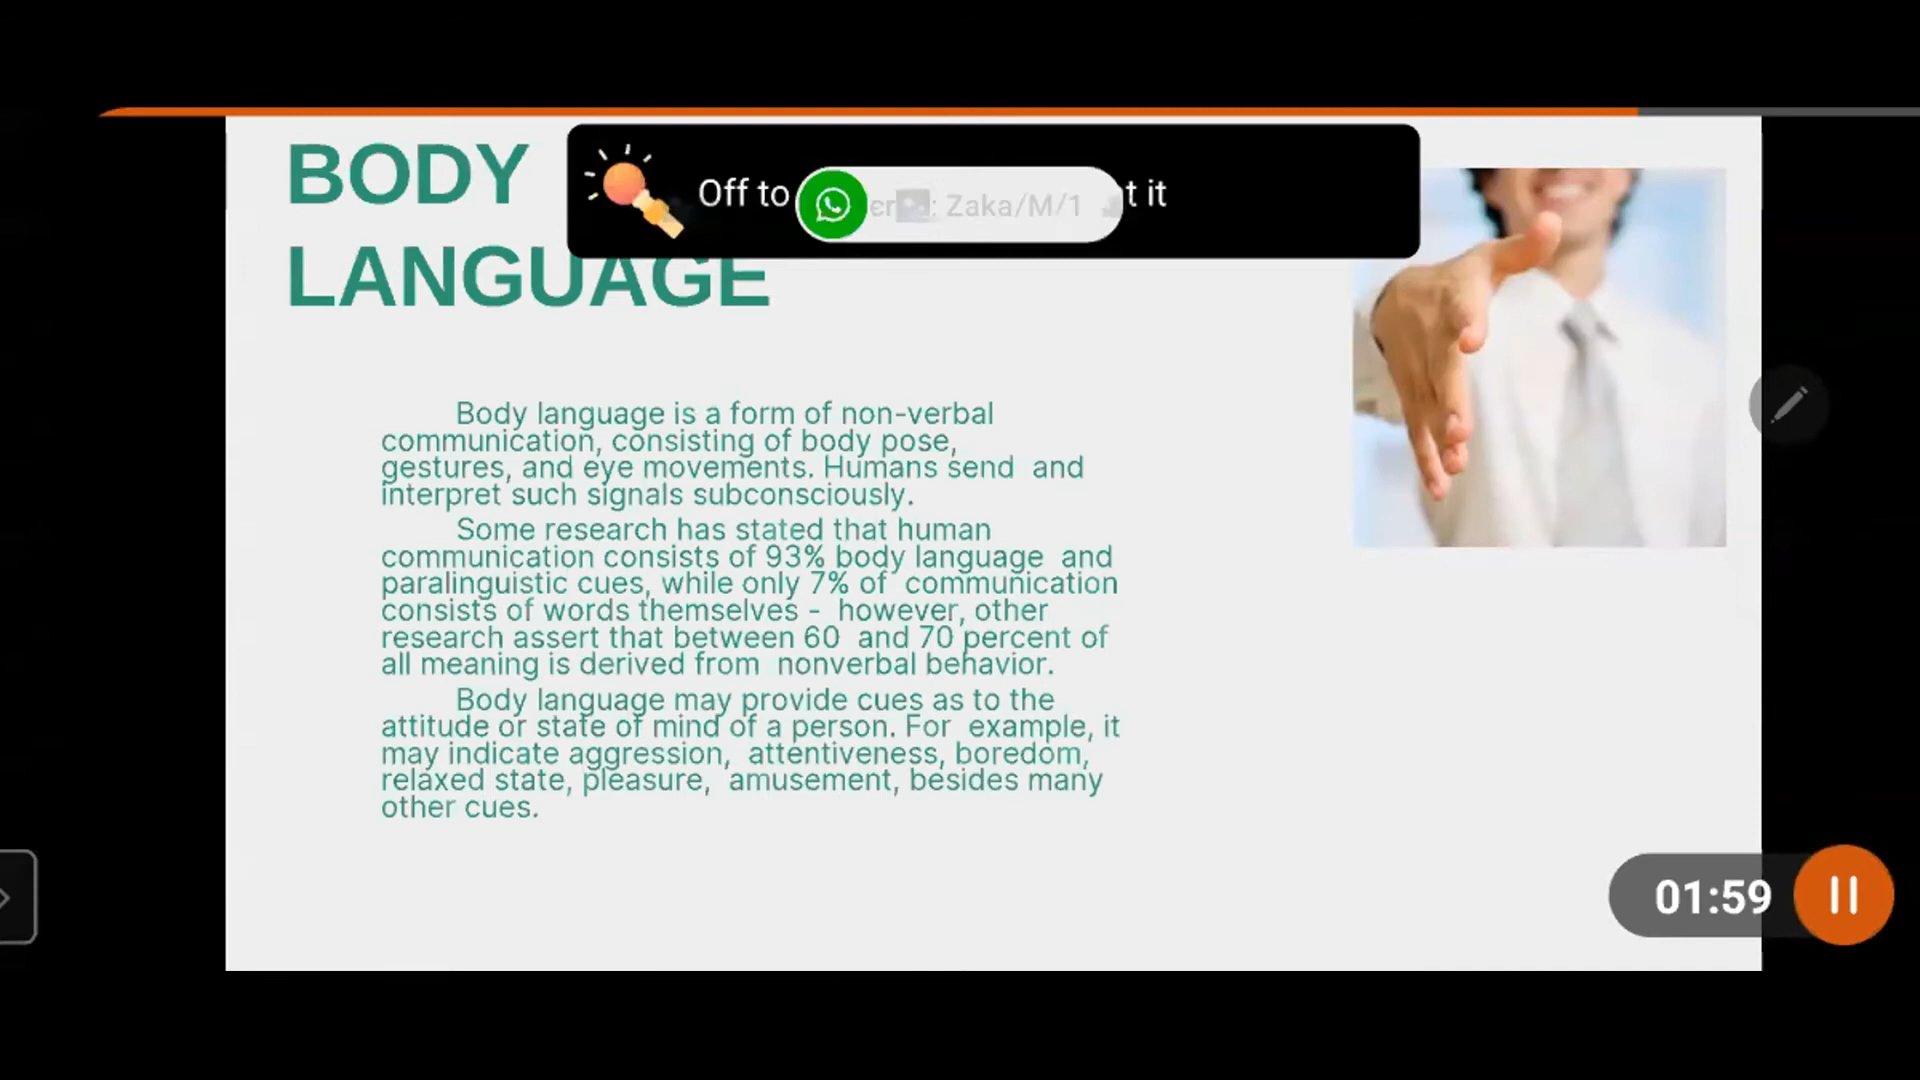 BODY
Off to
t it
: Zaka/M/1
LANGUAGE
Body language is a form of non-verbal
communication, consisting of body pose,
gestures, and eye movements. Humans send and
interpret such signals subconsciously.
Some research has stated that human
communication consists of 93% body language and
paralinguistic cues, while only 7% of communication
consists of words themselves - however, other
research assert that between 60 and 70 percent of
all meaning is derived from nonverbal behavior.
Body language may provide cues as to the
attitude or state of mind of a person. For example, it
may indicate aggression, attentiveness, boredom,
relaxed state, pleasure, amusement, besides many
other cues.
01:59